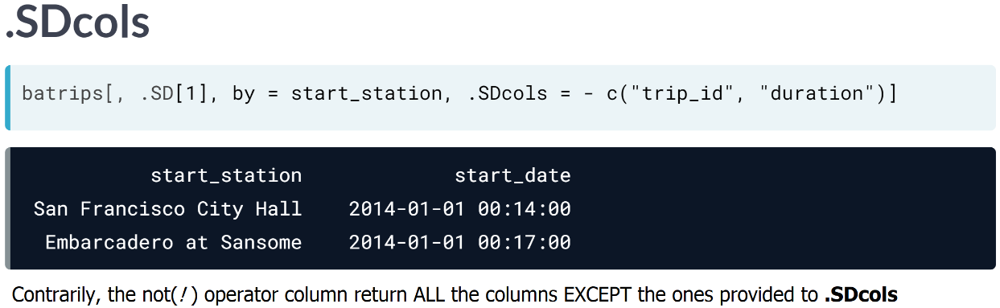 .SDcols
batrips[, .SD[1], by = start_station, .SDcols = - c("trip_id", "duration")]
start_station start_date
San Francisco City Hall 2014-01-01 00:14:00
Embarcadero at Sansome 2014-01-01 00:17:00
Contrarily, the not(!) operator column return ALL the columns EXCEPT the ones provided to .SDcols